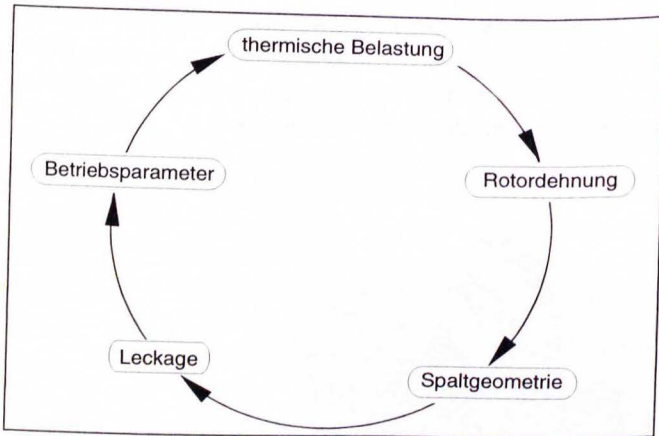 thermische Belastung
Rotordehnung
Spaltgeometrie
Leckage
Betriebsparameter